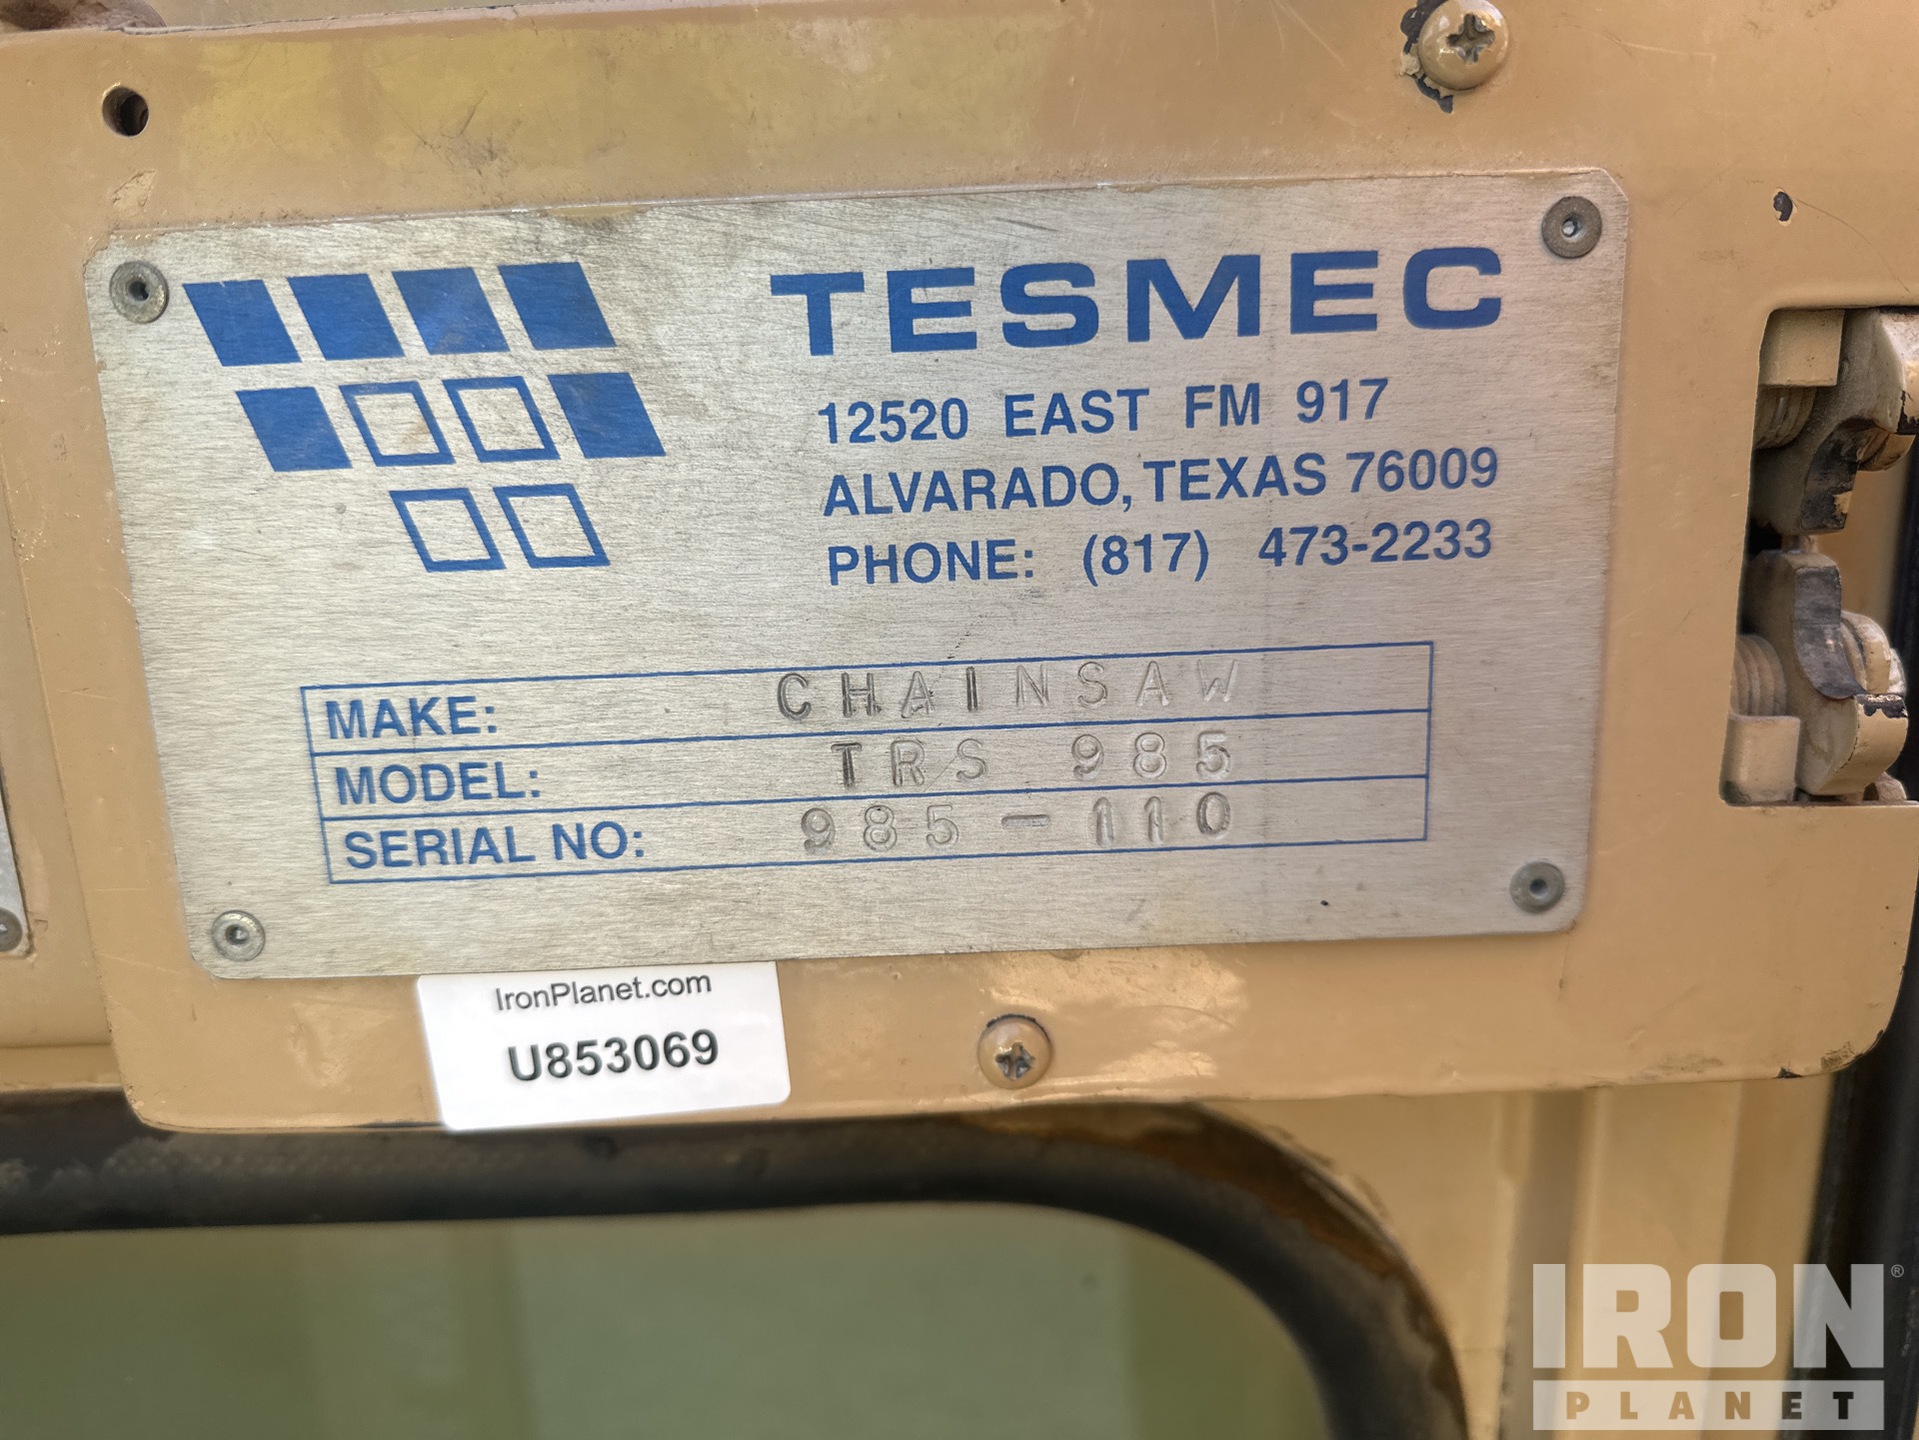 TESMEC
12520 EAST FM 917
ALVARADO, TEXAS 76009
PHONE: (817) 473-2233
MAKE: CHAINSAW
MODEL: TRS 985
SERIAL NO: 985-110
IronPlanet.com
U853069
IRON®
PLANET